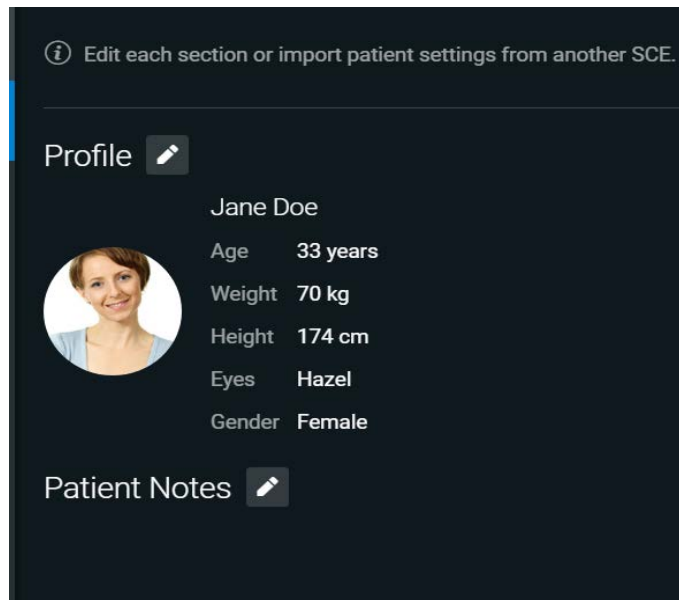 Edit each section or import patient settings from another SCE.
Profile
Jane Doe
Age 33 years
Weight 70 kg
Height 174 cm
Eyes Hazel
Gender Female
Patient Notes